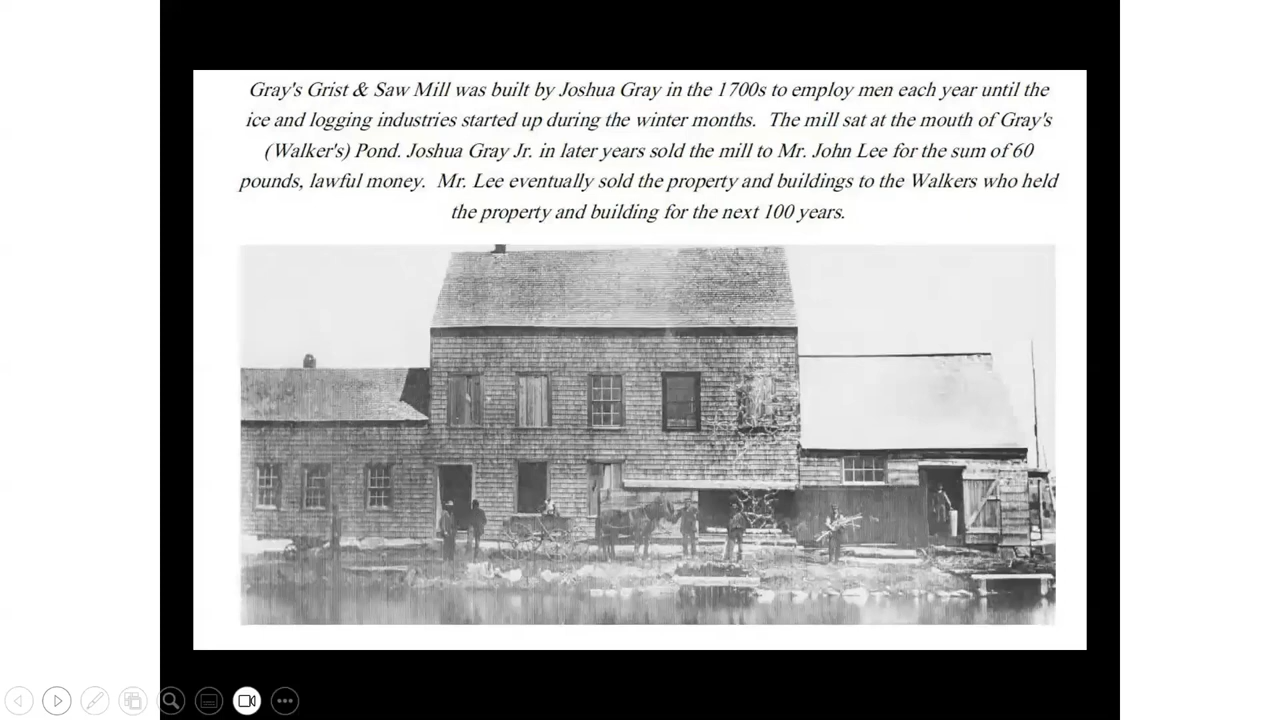 Gray's Grist & Saw Mill was built by Joshua Gray in the 1700s to employ men each year until the
ice and logging industries started up during the winter months.  The mill sat at the mouth of Gray's
(Walker's) Pond. Joshua Gray Jr. in later years sold the mill to Mr. John Lee for the sum of 60
pounds, lawful money.  Mr. Lee eventually sold the property and buildings to the Walkers who held
the property and building for the next 100 years.